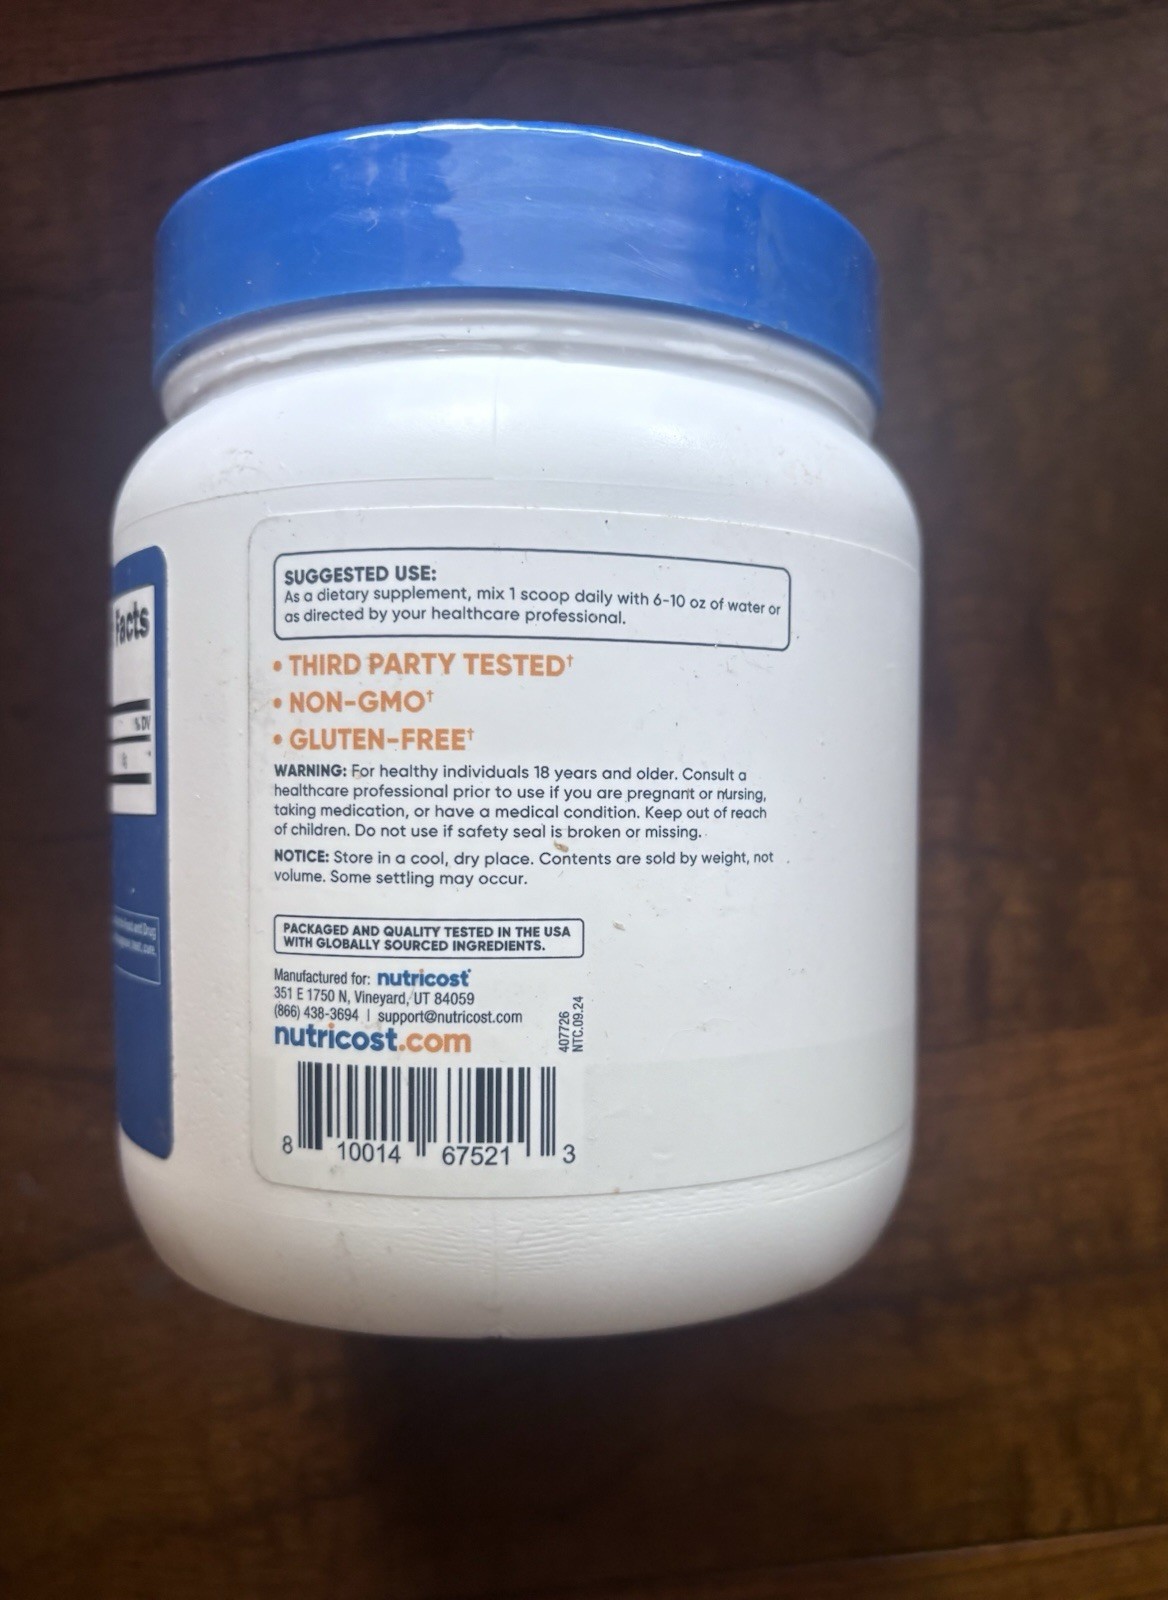 Facts
% DV
SUGGESTED USE:
As a dietary supplement, mix 1 scoop daily with 6-10 oz of water or
as directed by your healthcare professional.
• THIRD PARTY TESTED†
• NON-GMO†
• GLUTEN-FREE†
WARNING: For healthy individuals 18 years and older. Consult a
healthcare professional prior to use if you are pregnant or nursing,
taking medication, or have a medical condition. Keep out of reach
of children. Do not use if safety seal is broken or missing.
NOTICE: Store in a cool, dry place. Contents are sold by weight, not
volume. Some settling may occur.
PACKAGED AND QUALITY TESTED IN THE USA
WITH GLOBALLY SOURCED INGREDIENTS.
Manufactured for: nutricost
351 E 1750 N, Vineyard, UT 84059
(866) 438-3694 | support@nutricost.com
nutricost.com
407726
NTC.09.24
8 10014 67521 3